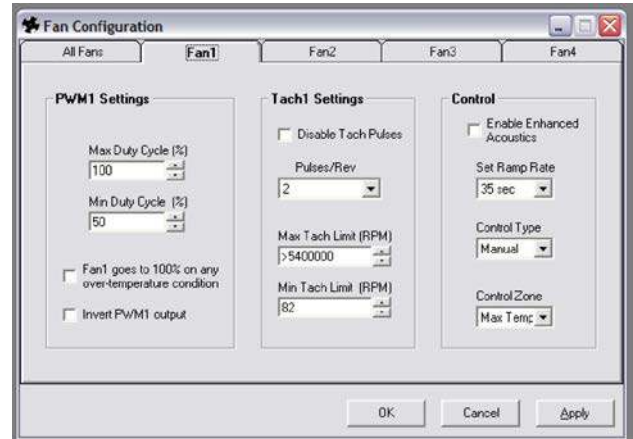 Fan Configuration
All Fans
Fan1
Fan2
Fan3
Fan4
PWM1 Settings
Max Duty Cycle (%)
100
Min Duty Cycle (%)
50
Fan1 goes to 100% on any
over-temperature condition
Invert PWM1 output
Tach1 Settings
Disable Tach Pulses
Pulses/Rev
2
Max Tach Limit (RPM)
>5400000
Min Tach Limit (RPM)
82
Control
Enable Enhanced
Acoustics
Set Ramp Rate
35 sec
Control Type
Manual
Control Zone
Max Temp
OK
Cancel
Apply